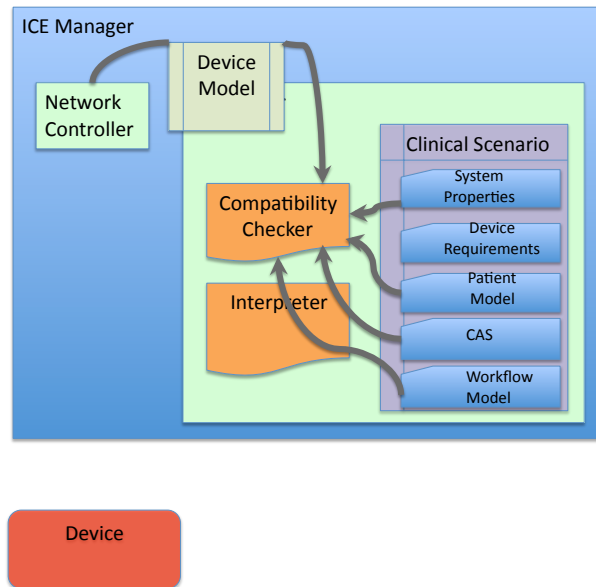 ICE Manager
Device
Model
Network
Controller
Clinical Scenario
System
Properties
Compatibility
Checker
Device
Requirements
Patient
Model
Interpreter
CAS
Workflow
Model
Device